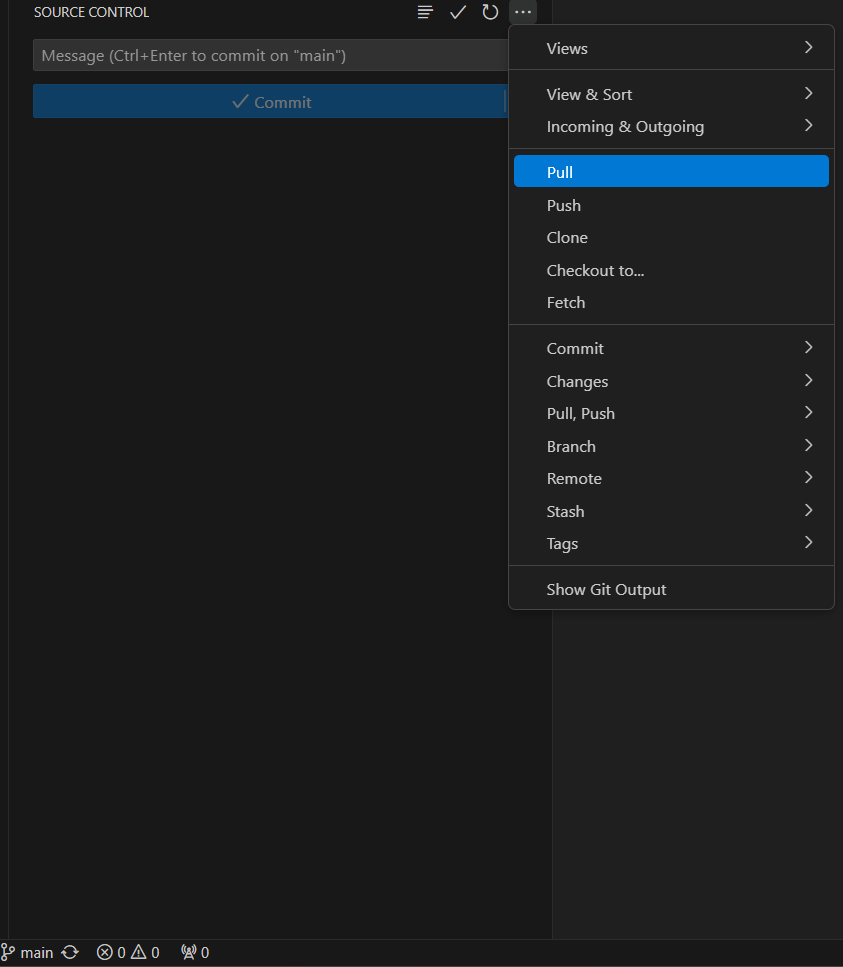 SOURCE CONTROL
Message (Ctrl+Enter to commit on "main")
Commit
Views
View & Sort
Incoming & Outgoing
Pull
Push
Clone
Checkout to...
Fetch
Commit
Changes
Pull, Push
Branch
Remote
Stash
Tags
Show Git Output
main 0 0 0